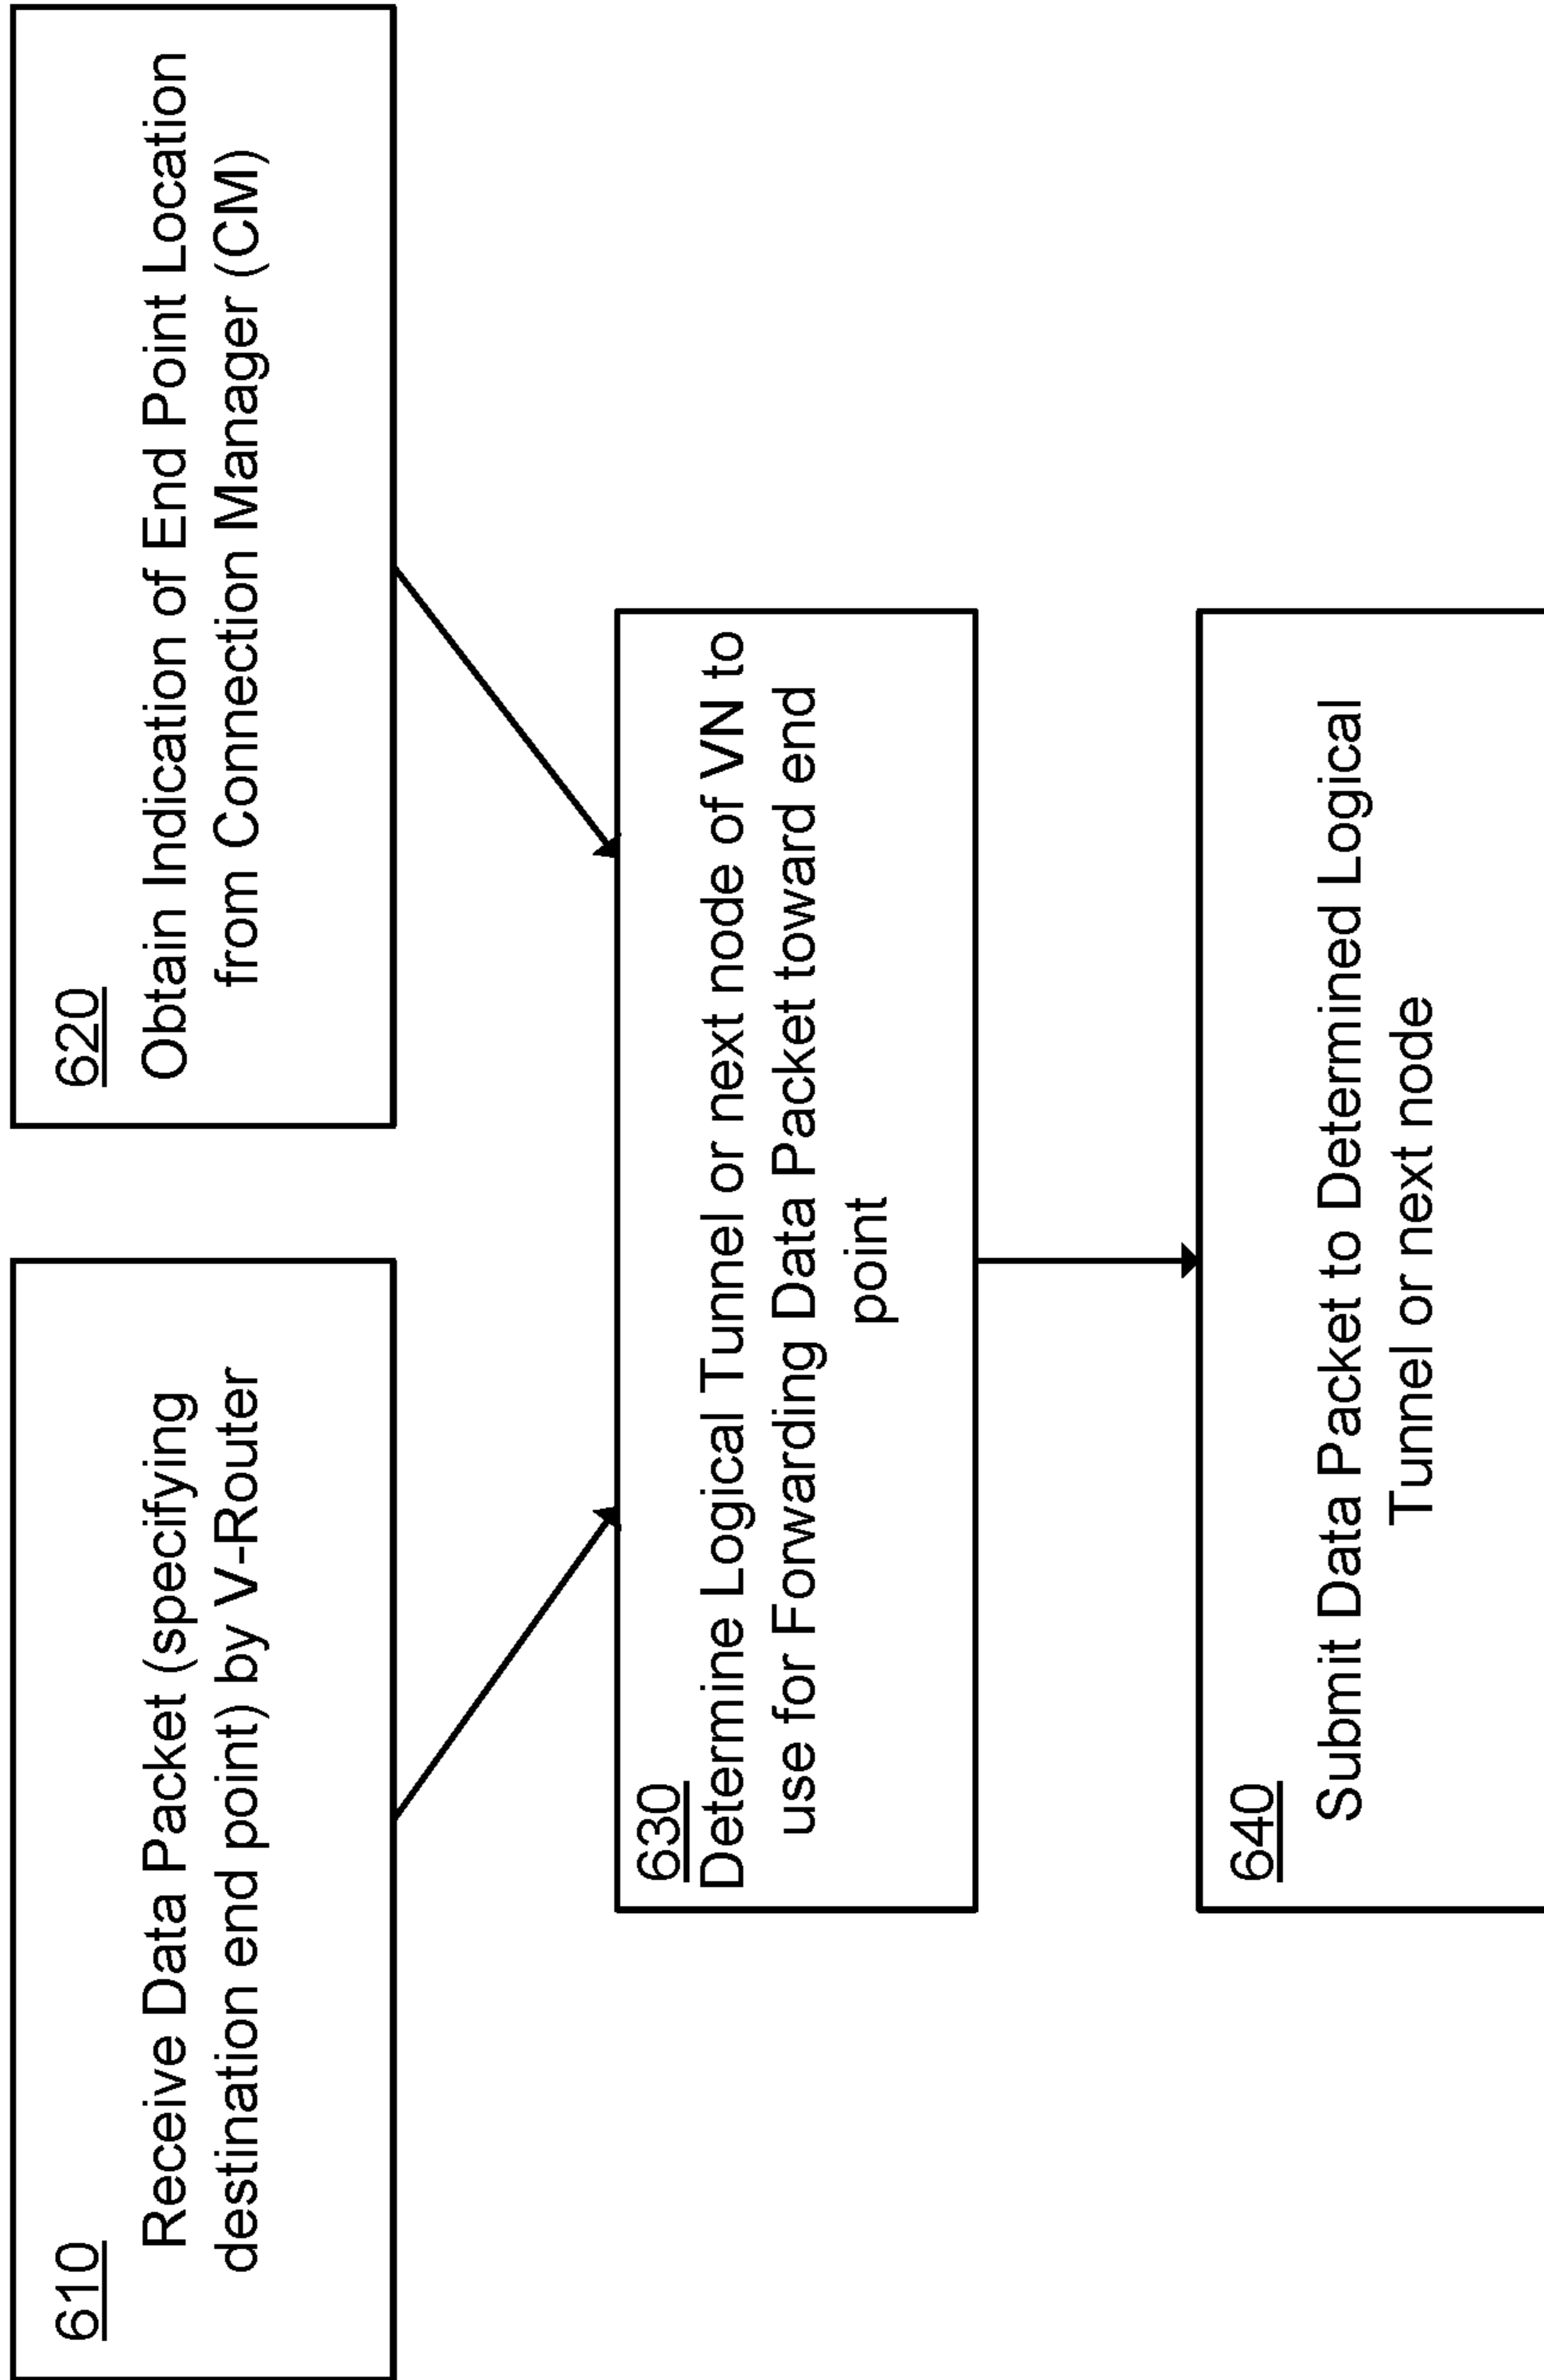 610
Receive Data Packet (specifying
destination end point) by V-Router
620
Obtain Indication of End Point Location
from Connection Manager (CM)
630
Determine Logical Tunnel or next node of VN to
use for Forwarding Data Packet toward end
point
640
Submit Data Packet to Determined Logical
Tunnel or next node